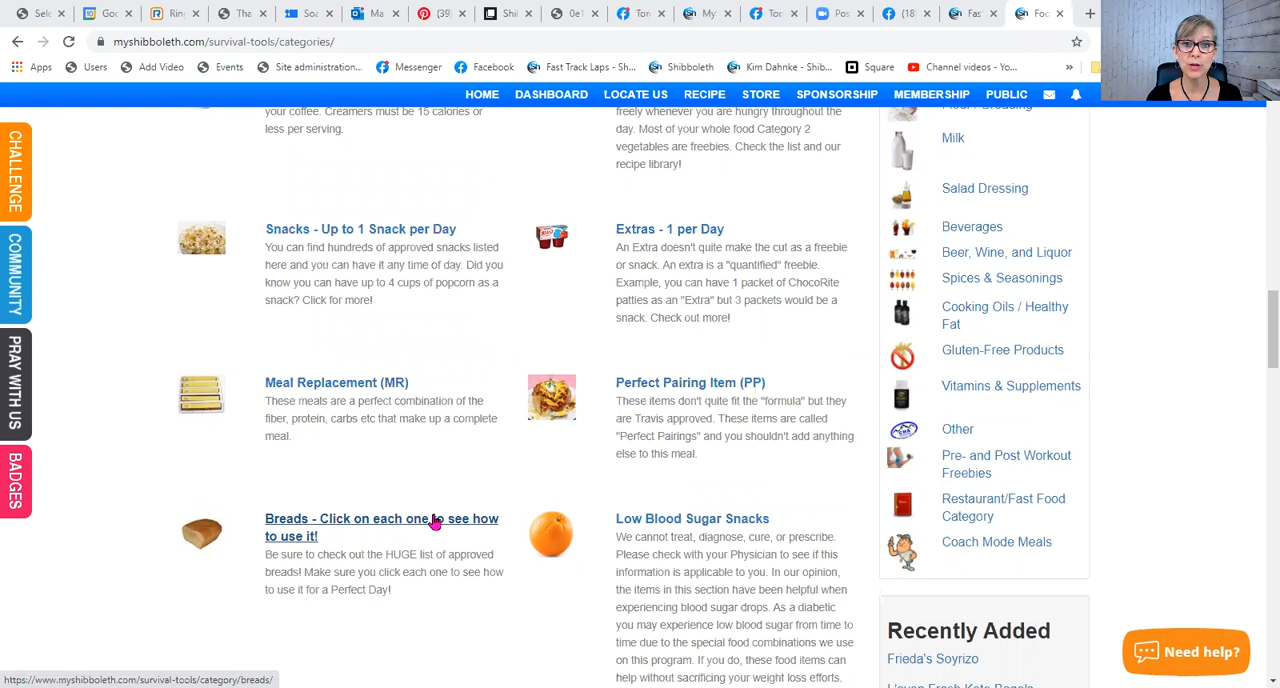 Sele
Goo
Rin
Tha
Soa
Ma
(39)
Shi
0e1
Tor
My
Tor
Pos
(18)
Fas
Foo
myshibboleth.com/survival-tools/categories/
Apps
Users
Add Video
Events
Site administration...
Messenger
Facebook
Fast Track Laps - Sh...
Shibboleth
Kim Dahnke - Shib...
Square
Channel videos - Yo...
»
HOME
DASHBOARD
LOCATE US
RECIPE
STORE
SPONSORSHIP
MEMBERSHIP
PUBLIC
CHALLENGE
COMMUNITY
PRAY WITH US
BADGES
your coffee. Creamers must be 15 calories or
less per serving.
freely whenever you are hungry throughout the
day. Most of your whole food Category 2
vegetables are freebies. Check the list and our
recipe library!
Snacks - Up to 1 Snack per Day
You can find hundreds of approved snacks listed
here and you can have it any time of day. Did you
know you can have up to 4 cups of popcorn as a
snack? Click for more!
Extras - 1 per Day
An Extra doesn't quite make the cut as a freebie
or snack. An extra is a "quantified" freebie.
Example, you can have 1 packet of ChocoRite
patties as an "Extra" but 3 packets would be a
snack. Check out more!
Meal Replacement (MR)
These meals are a perfect combination of the
fiber, protein, carbs etc that make up a complete
meal.
Perfect Pairing Item (PP)
These items don't quite fit the "formula" but they
are Travis approved. These items are called
"Perfect Pairings" and you shouldn't add anything
else to this meal.
Breads - Click on each one to see how
to use it!
Be sure to check out the HUGE list of approved
breads! Make sure you click each one to see how
to use it for a Perfect Day!
Low Blood Sugar Snacks
We cannot treat, diagnose, cure, or prescribe.
Please check with your Physician to see if this
information is applicable to you. In our opinion,
the items in this section have been helpful when
experiencing blood sugar drops. As a diabetic
you may experience low blood sugar from time to
time due to the special food combinations we use
on this program. If you do, these food items can
help without sacrificing your weight loss efforts.
Milk
Salad Dressing
Beverages
Beer, Wine, and Liquor
Spices & Seasonings
Cooking Oils / Healthy
Fat
Gluten-Free Products
Vitamins & Supplements
Other
Pre- and Post Workout
Freebies
Restaurant/Fast Food
Category
Coach Mode Meals
Recently Added
Frieda's Soyrizo
Need help?
https://www.myshibboleth.com/survival-tools/category/breads/